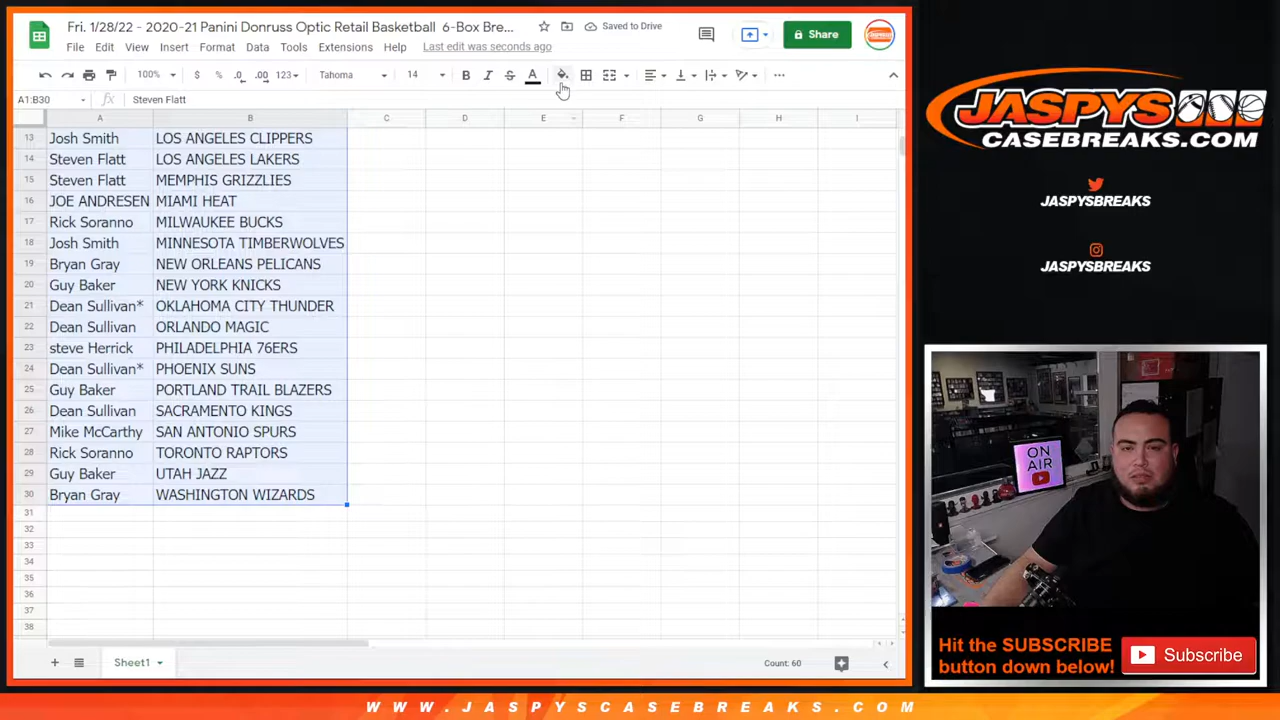 Fri. 1/28/22 - 2020-21 Panini Donruss Optic Retail Basketball 6-Box Bre...
Saved to Drive
Share
File Edit View Insert Format Data Tools Extensions Help Last edit was seconds ago
100% $ % .0 .00 123 Tahoma 14 B I S A
A1:B30 fx Steven Flatt
A B C D E F G H I
13 Josh Smith LOS ANGELES CLIPPERS
14 Steven Flatt LOS ANGELES LAKERS
15 Steven Flatt MEMPHIS GRIZZLIES
16 JOE ANDRESEN MIAMI HEAT
17 Rick Soranno MILWAUKEE BUCKS
18 Josh Smith MINNESOTA TIMBERWOLVES
19 Bryan Gray NEW ORLEANS PELICANS
20 Guy Baker NEW YORK KNICKS
21 Dean Sullivan* OKLAHOMA CITY THUNDER
22 Dean Sullivan ORLANDO MAGIC
23 steve Herrick PHILADELPHIA 76ERS
24 Dean Sullivan* PHOENIX SUNS
25 Guy Baker PORTLAND TRAIL BLAZERS
26 Dean Sullivan SACRAMENTO KINGS
27 Mike McCarthy SAN ANTONIO SPURS
28 Rick Soranno TORONTO RAPTORS
29 Guy Baker UTAH JAZZ
30 Bryan Gray WASHINGTON WIZARDS
31
32
33
34
35
36
37
38
Sheet1
Count: 60
JASPYS
CASEBREAKS.COM
JASPYSBREAKS
JASPYSBREAKS
ON
AIR
Hit the SUBSCRIBE
button down below!
Subscribe
WWW.JASPYSCASEBREAKS.COM